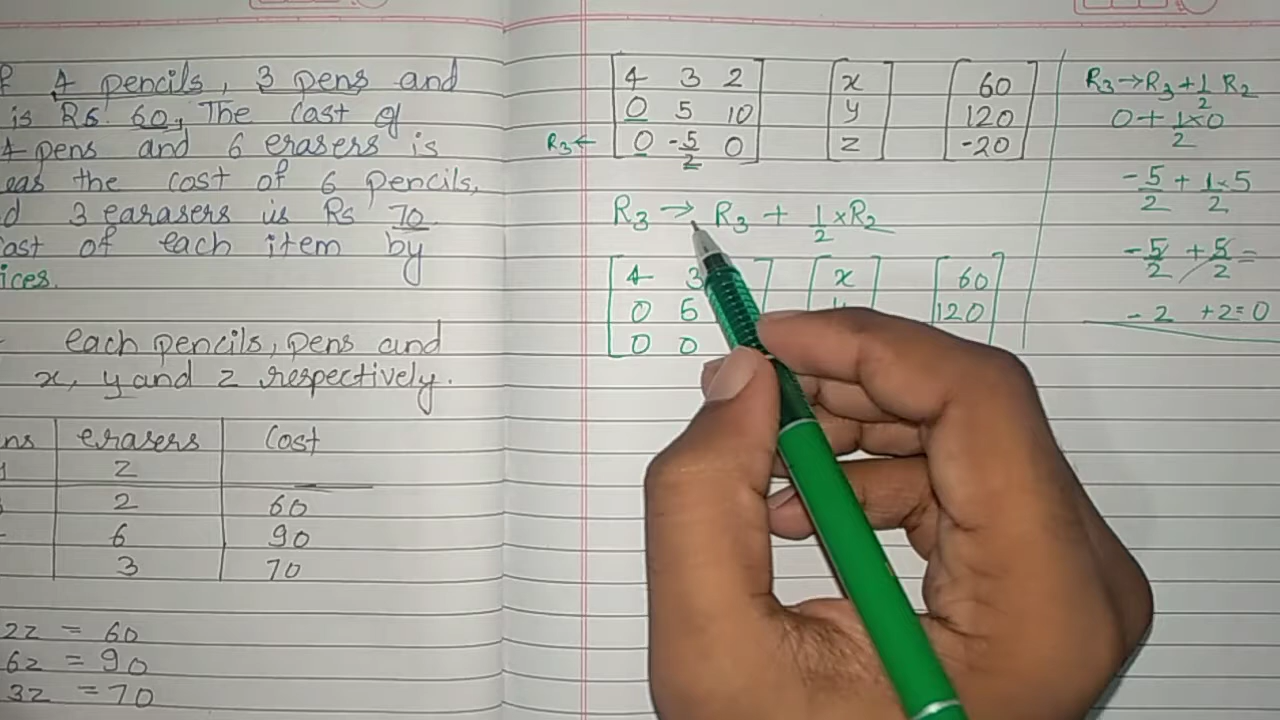 4 pencils, 3 pens and
is Rs. 60, The cost of
4 pens and 6 erasers is
eas the cost of 6 pencils,
d 3 earasers is Rs 70
ost of each item by
ices.
each pencils, pens and
x, y and z respectively.
ns erasers Cost
z
2 60
6 90
3 70
2z = 60
6z = 90
3z = 70
4 3 2 x 60
0 5 10 y 120
R3← 0 -5/2 0 z -20
R3 → R3 + 1/2 × R2
4 3 x 60
0 5 120
0 0
R3→R3+1/2 R2
0 + 1/2×0
-5/2 + 1/2×5
-5/2 + 5/2 =
-2 +2=0